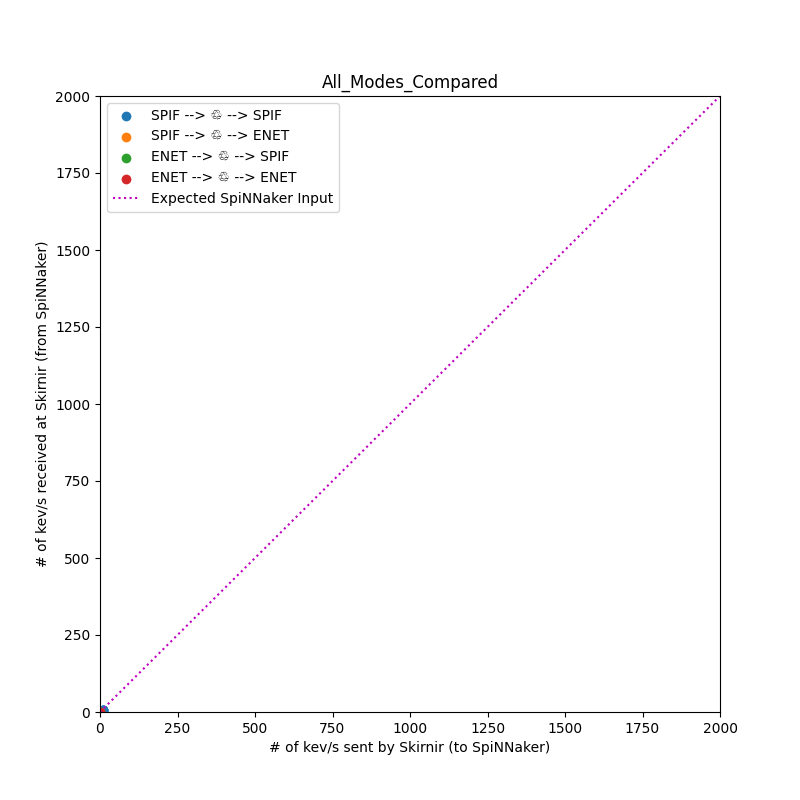 All_Modes_Compared
SPIF --> ♲ --> SPIF
SPIF --> ♲ --> ENET
ENET --> ♲ --> SPIF
ENET --> ♲ --> ENET
Expected SpiNNaker Input
2000
1750
1500
1250
1000
750
500
250
0
# of kev/s received at Skirnir (from SpiNNaker)
0 250 500 750 1000 1250 1500 1750 2000
# of kev/s sent by Skirnir (to SpiNNaker)